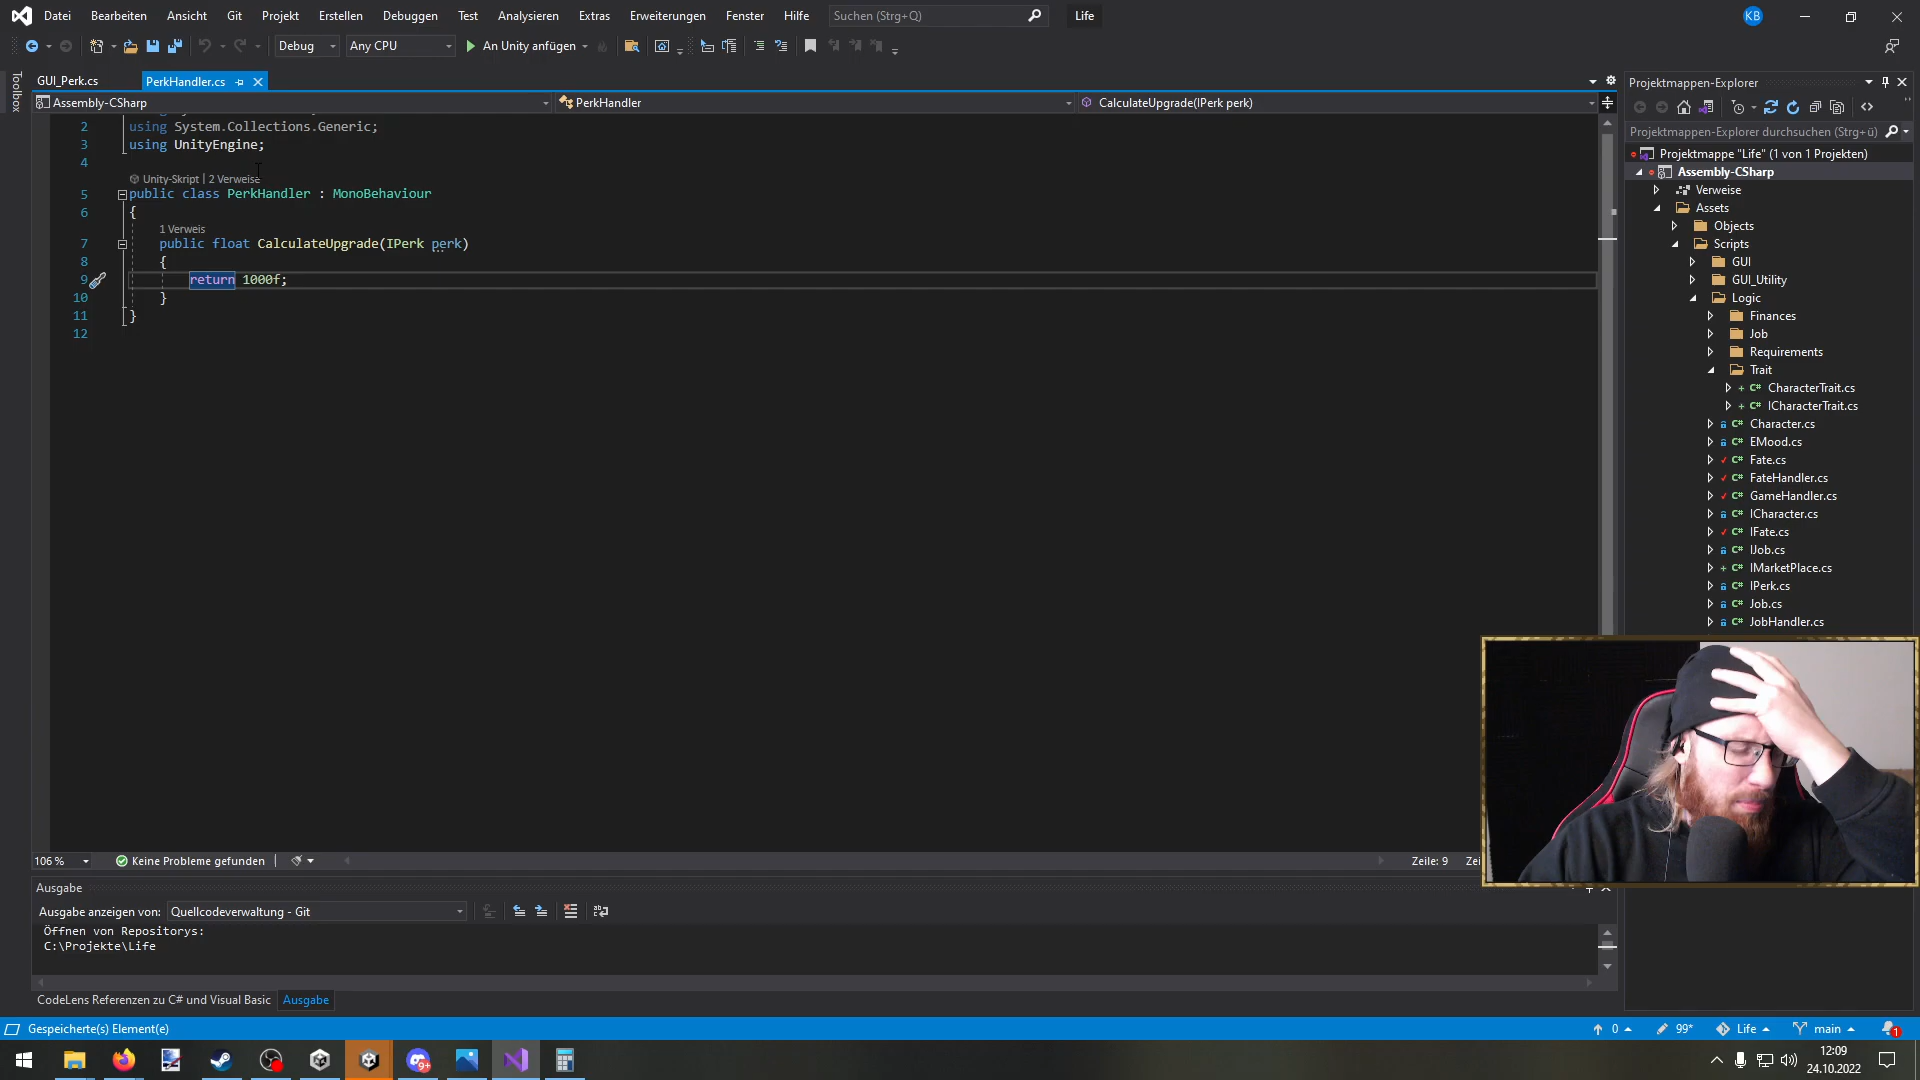 Datei Bearbeiten Ansicht Git Projekt Erstellen Debuggen Test Analysieren Extras Erweiterungen Fenster Hilfe Suchen (Strg+Q) Life KB
Debug Any CPU An Unity anfügen
Toolbox
GUI_Perk.cs PerkHandler.cs
Assembly-CSharp PerkHandler CalculateUpgrade(IPerk perk)
2 using System.Collections.Generic;
3 using UnityEngine;
4
Unity-Skript | 2 Verweise
5 public class PerkHandler : MonoBehaviour
6 {
1 Verweis
7 public float CalculateUpgrade(IPerk perk)
8 {
9 return 1000f;
10 }
11 }
12
106 % Keine Probleme gefunden Zeile: 9
Ausgabe
Ausgabe anzeigen von: Quellcodeverwaltung - Git
Öffnen von Repositorys:
C:\Projekte\Life
CodeLens Referenzen zu C# und Visual Basic Ausgabe
Projektmappen-Explorer
Projektmappen-Explorer durchsuchen (Strg+ü)
Projektmappe "Life" (1 von 1 Projekten)
Assembly-CSharp
Verweise
Assets
Objects
Scripts
GUI
GUI_Utility
Logic
Finances
Job
Requirements
Trait
C# CharacterTrait.cs
C# ICharacterTrait.cs
C# Character.cs
C# EMood.cs
C# Fate.cs
C# FateHandler.cs
C# GameHandler.cs
C# ICharacter.cs
C# IFate.cs
C# IJob.cs
C# IMarketPlace.cs
C# IPerk.cs
C# Job.cs
C# JobHandler.cs
Gespeicherte(s) Element(e) 0 99* Life main 1
9+
12:09
24.10.2022